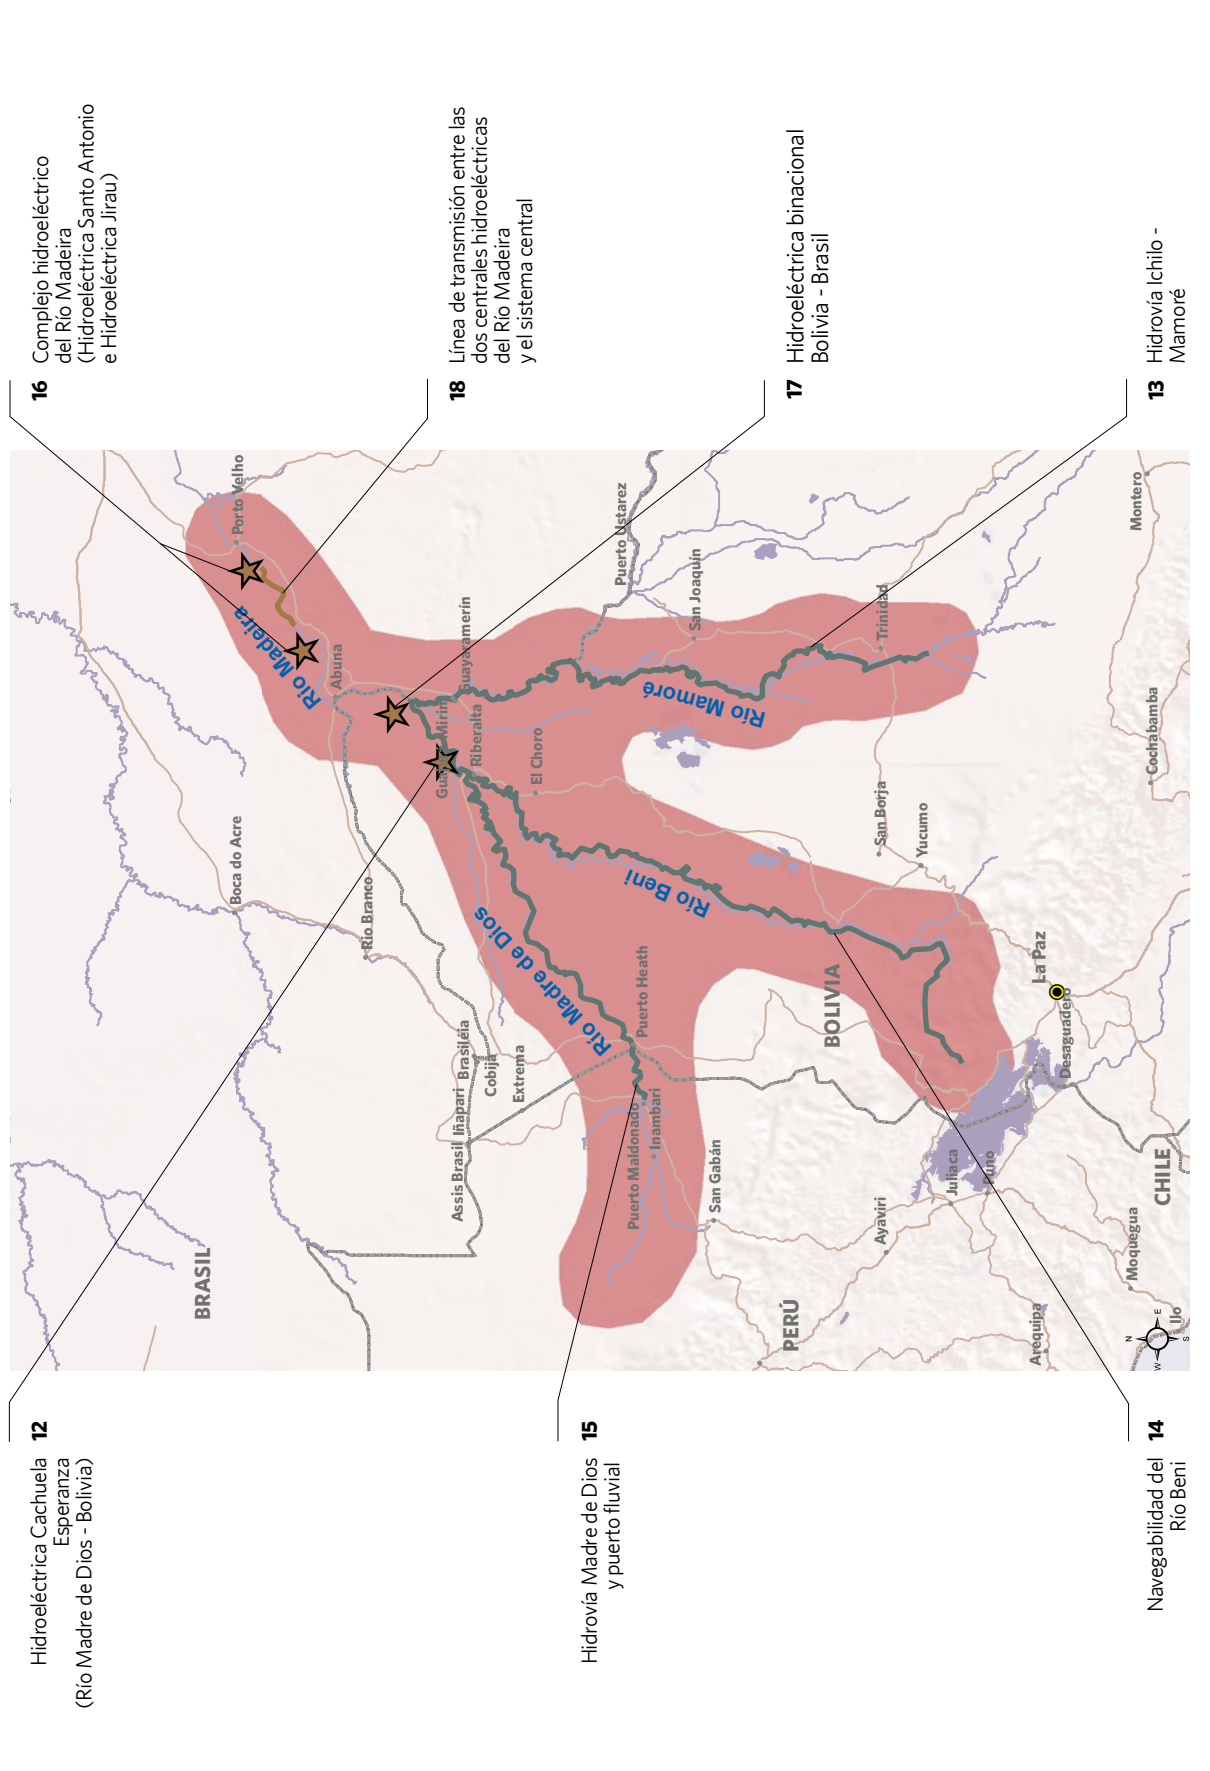 12
Hidroeléctrica Cachuela
Esperanza
(Río Madre de Dios - Bolivia)
15
Hidrovía Madre de Dios
y puerto fluvial
14
Navegabilidad del
Río Beni
16
Complejo hidroeléctrico
del Río Madeira
(Hidroeléctrica Santo Antonio
e Hidroeléctrica Jirau)
18
Línea de transmisión entre las
dos centrales hidroeléctricas
del Río Madeira
y el sistema central
17
Hidroeléctrica binacional
Bolivia - Brasil
13
Hidrovía Ichilo -
Mamoré
BRASIL
Boca do Acre
Porto Velho
Río Madeira
Abuna
Río Branco
Mirin
Guayaramerín
Riberalta
El Choro
Assis Brasil
Iñapari
Brasiléia
Cobija
Extrema
Río Madre de Dios
Puerto Heath
Puerto Maldonado
Inambari
San Gabán
Puerto Ustarez
San Joaquín
Río Mamoré
Río Beni
Trinidad
San Borja
Yucumo
BOLIVIA
PERÚ
Ayaviri
Juliaca
Puno
La Paz
Desaguadero
Arequipa
Moquegua
CHILE
Ilo
Cochabamba
Montero
N
E
S
W